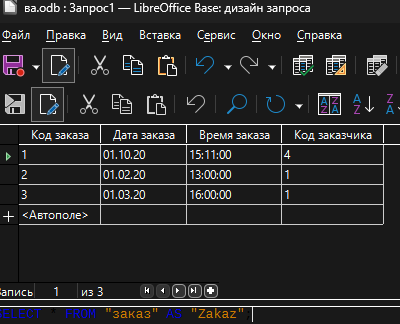 ва.odb : Запрос1 — LibreOffice Base: дизайн запроса
Файл Правка Вид Вставка Сервис Окно Справка
Код заказа Дата заказа Время заказа Код заказчика
1 01.10.20 15:11:00 4
2 01.02.20 13:00:00 1
3 01.03.20 16:00:00 1
<Автополе>
Запись 1 из 3
SELECT * FROM "заказ" AS "Zakaz";